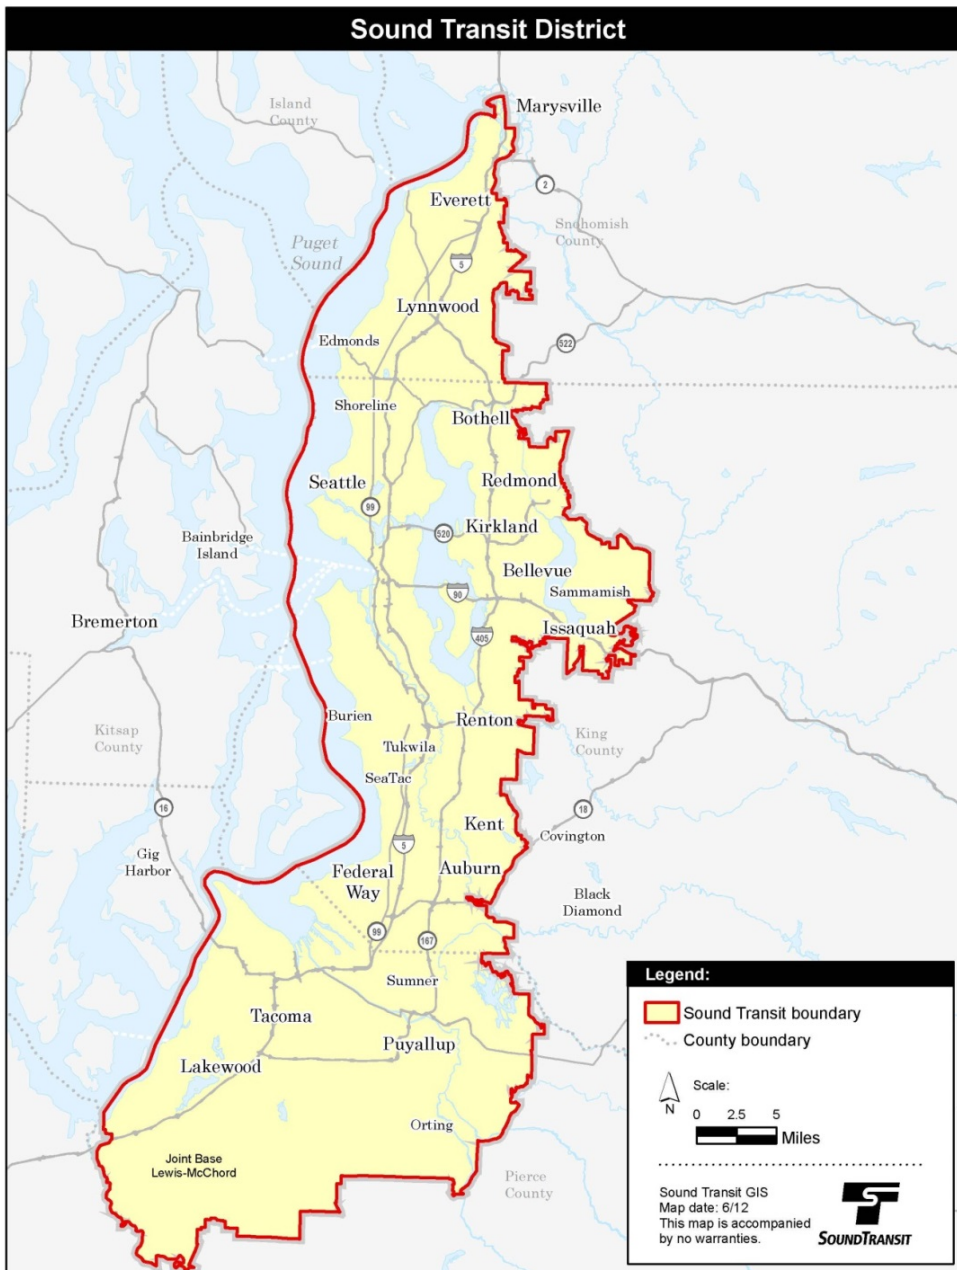 Sound Transit District
Marysville
Island
County
2
Everett
Snohomish
County
Puget
Sound
5
Lynnwood
Edmonds
522
Shoreline
Bothell
Seattle
Redmond
99
Kirkland
520
Bainbridge
Island
Bellevue
Sammamish
90
Bremerton
Issaquah
405
Burien
Renton
Kitsap
County
King
County
Tukwila
SeaTac
16
18
Kent
Covington
5
Gig
Harbor
Federal
Way
Auburn
Black
Diamond
99
167
Sumner
Tacoma
Puyallup
Lakewood
Orting
Joint Base
Lewis-McChord
Pierce
County
Legend:
Sound Transit boundary
County boundary
N
Scale:
0 2.5 5
Miles
Sound Transit GIS
Map date: 6/12
This map is accompanied
by no warranties.
SOUNDTRANSIT